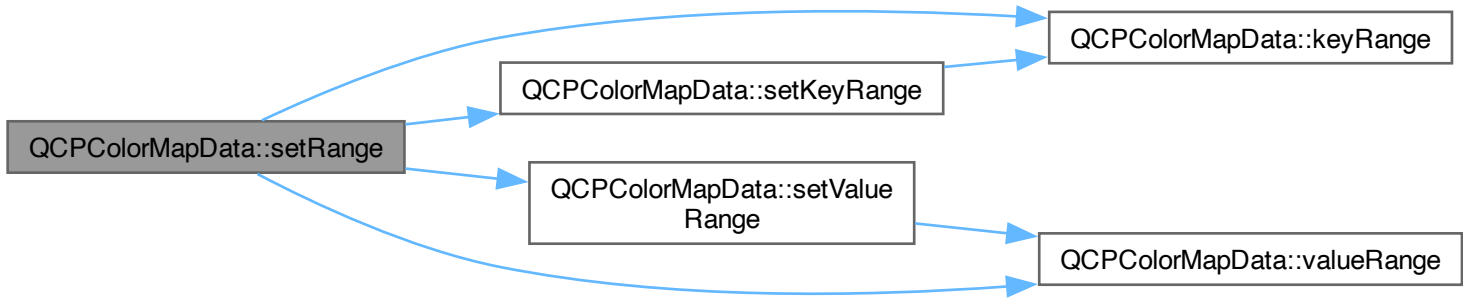 QCPColorMapData::keyRange
QCPColorMapData::setKeyRange
QCPColorMapData::setRange
QCPColorMapData::setValue
Range
QCPColorMapData::valueRange